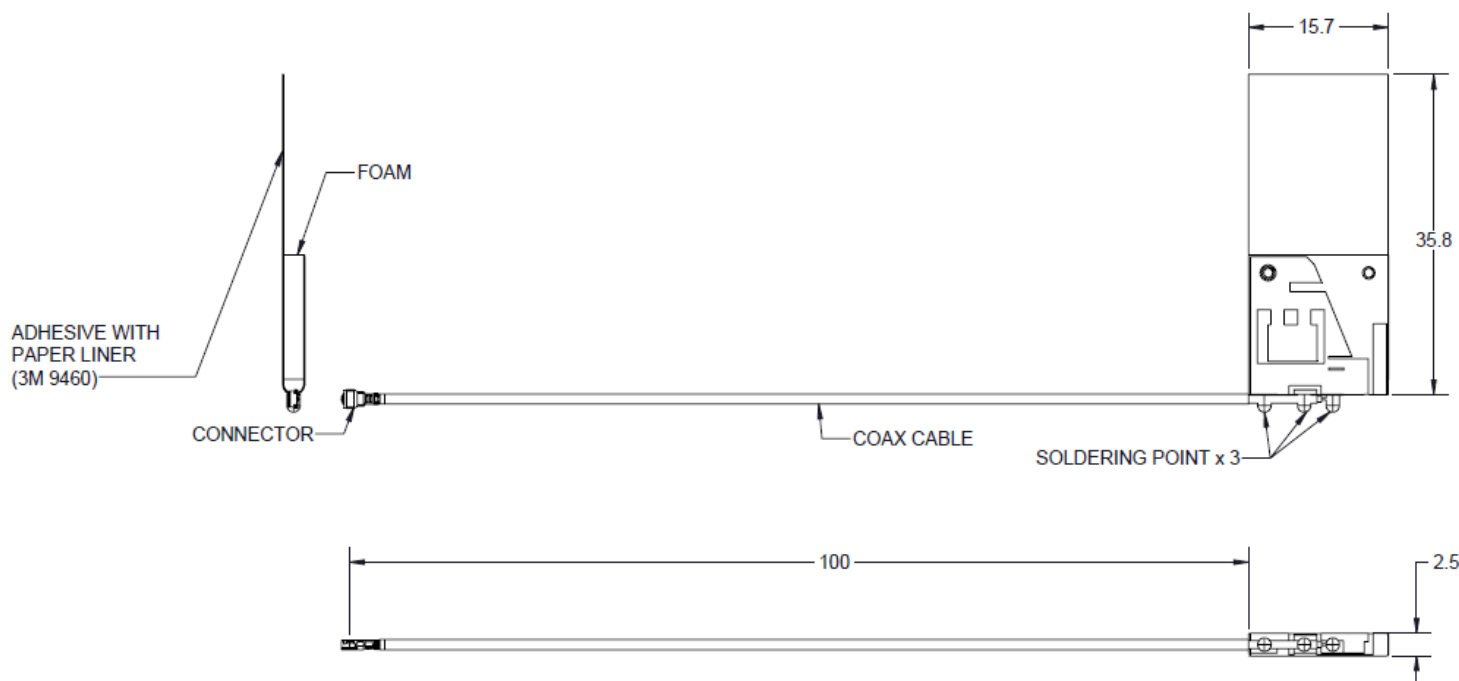 15.7
FOAM
35.8
ADHESIVE WITH
PAPER LINER
(3M 9460)
CONNECTOR
COAX CABLE
SOLDERING POINT x 3
100
2.5